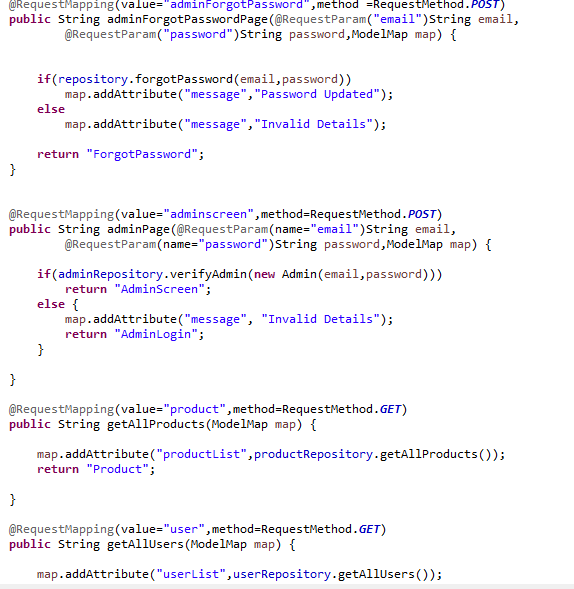 @RequestMapping(value="adminForgotPassword",method =RequestMethod.POST)
public String adminForgotPasswordPage(@RequestParam("email")String email,
@RequestParam("password")String password,ModelMap map) {
if(repository.forgotPassword(email,password))
map.addAttribute("message","Password Updated");
else
map.addAttribute("message","Invalid Details");
return "ForgotPassword";
}
@RequestMapping(value="adminscreen",method=RequestMethod.POST)
public String adminPage(@RequestParam(name="email")String email,
@RequestParam(name="password")String password,ModelMap map) {
if(adminRepository.verifyAdmin(new Admin(email,password)))
return "AdminScreen";
else {
map.addAttribute("message", "Invalid Details");
return "AdminLogin";
}
}
@RequestMapping(value="product",method=RequestMethod.GET)
public String getAllProducts(ModelMap map) {
map.addAttribute("productList",productRepository.getAllProducts());
return "Product";
}
@RequestMapping(value="user",method=RequestMethod.GET)
public String getAllUsers(ModelMap map) {
map.addAttribute("userList",userRepository.getAllUsers());